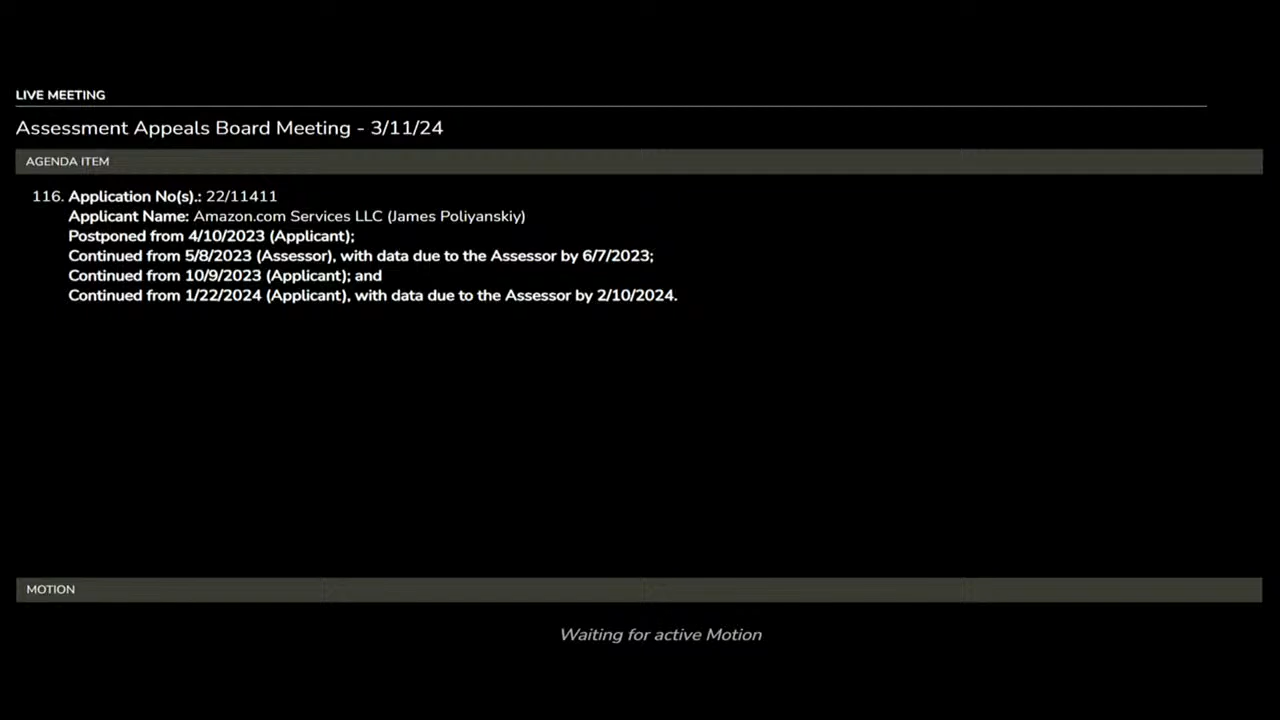 LIVE MEETING
Assessment Appeals Board Meeting - 3/11/24
AGENDA ITEM
116. Application No(s).: 22/11411
Applicant Name: Amazon.com Services LLC (James Poliyanskiy)
Postponed from 4/10/2023 (Applicant);
Continued from 5/8/2023 (Assessor), with data due to the Assessor by 6/7/2023;
Continued from 10/9/2023 (Applicant); and
Continued from 1/22/2024 (Applicant), with data due to the Assessor by 2/10/2024.
MOTION
Waiting for active Motion